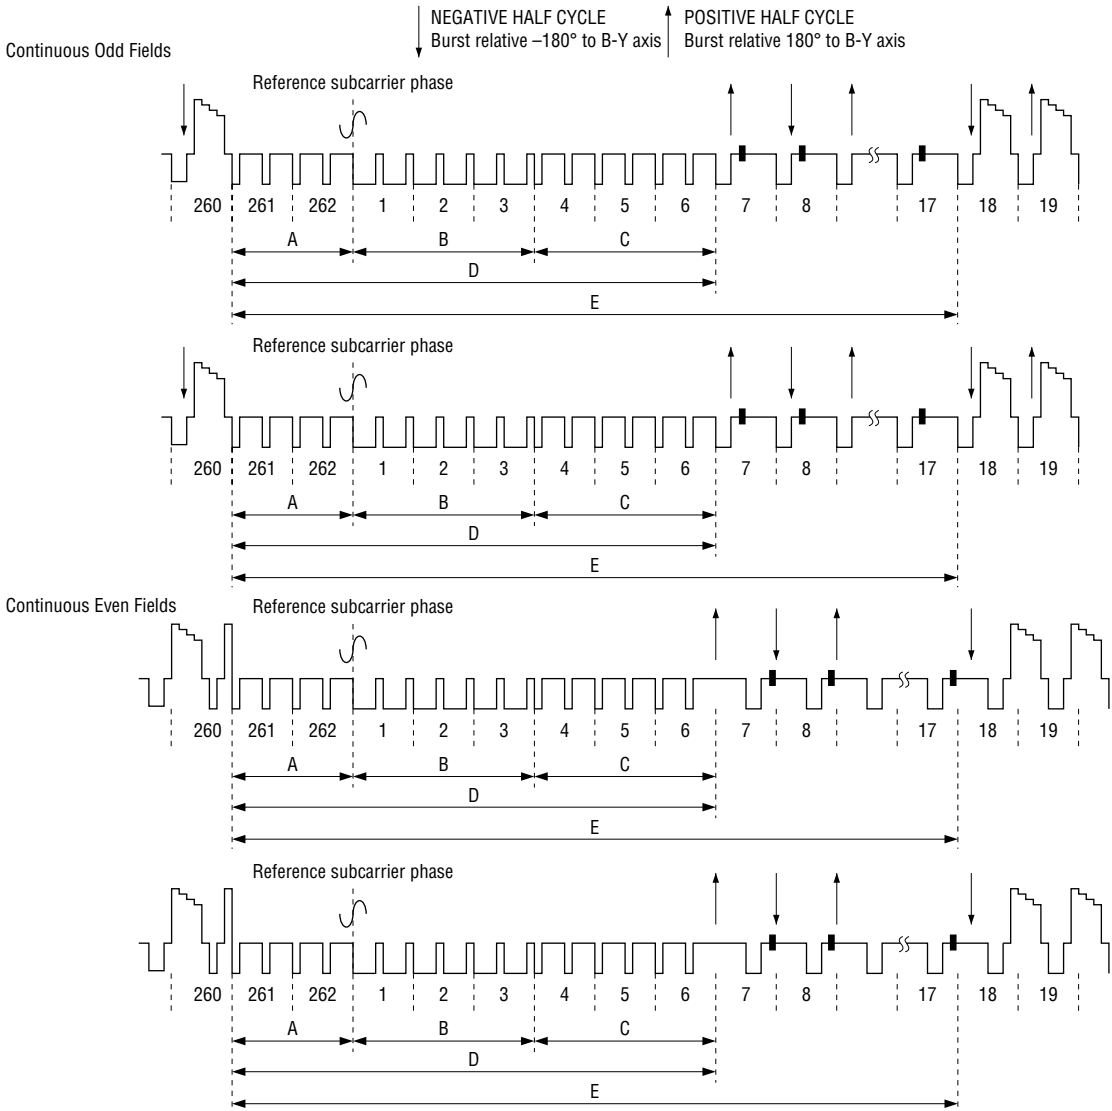 NEGATIVE HALF CYCLE
Burst relative –180° to B-Y axis
POSITIVE HALF CYCLE
Burst relative 180° to B-Y axis
Continuous Odd Fields
Reference subcarrier phase
260 261 262 1 2 3 4 5 6 7 8 17 18 19
A B C
D
E
Reference subcarrier phase
260 261 262 1 2 3 4 5 6 7 8 17 18 19
A B C
D
E
Continuous Even Fields
Reference subcarrier phase
260 261 262 1 2 3 4 5 6 7 8 17 18 19
A B C
D
E
Reference subcarrier phase
260 261 262 1 2 3 4 5 6 7 8 17 18 19
A B C
D
E